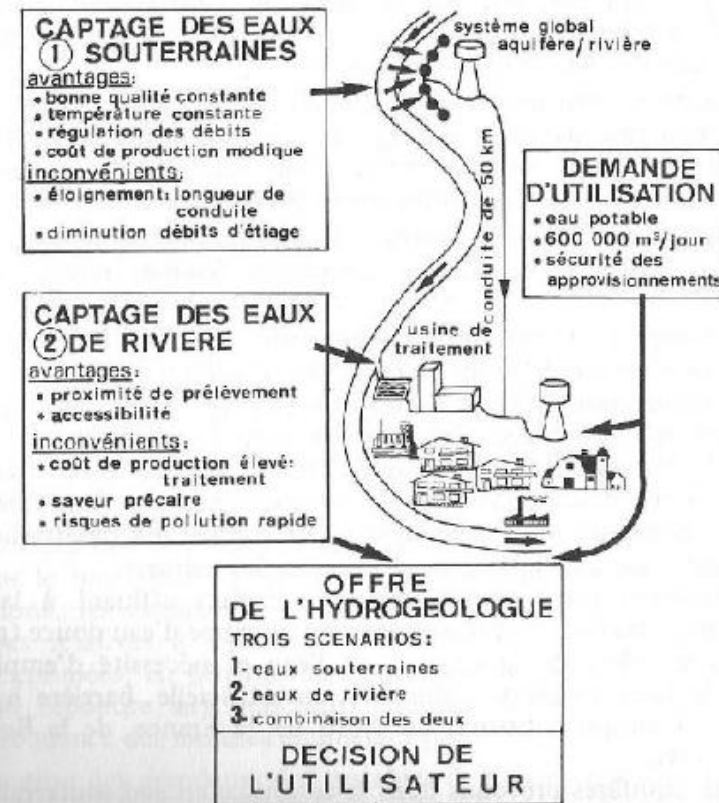 CAPTAGE DES EAUX
① SOUTERRAINES
avantages:
• bonne qualité constante
• température constante
• régulation des débits
• coût de production modique
inconvénients:
• éloignement: longueur de
conduite
• diminution débits d'étiage
système global
aquifère/rivière
conduite de 50 km
DEMANDE
D'UTILISATION
• eau potable
• 600 000 m³/jour
• sécurité des
approvisionnements
CAPTAGE DES EAUX
② DE RIVIERE
avantages:
• proximité de prélèvement
• accessibilité
inconvénients:
• coût de production élevé:
traitement
• saveur précaire
• risques de pollution rapide
usine de
traitement
OFFRE
DE L'HYDROGEOLOGUE
TROIS SCENARIOS:
1- eaux souterraines
2- eaux de rivière
3- combinaison des deux
DECISION DE
L'UTILISATEUR